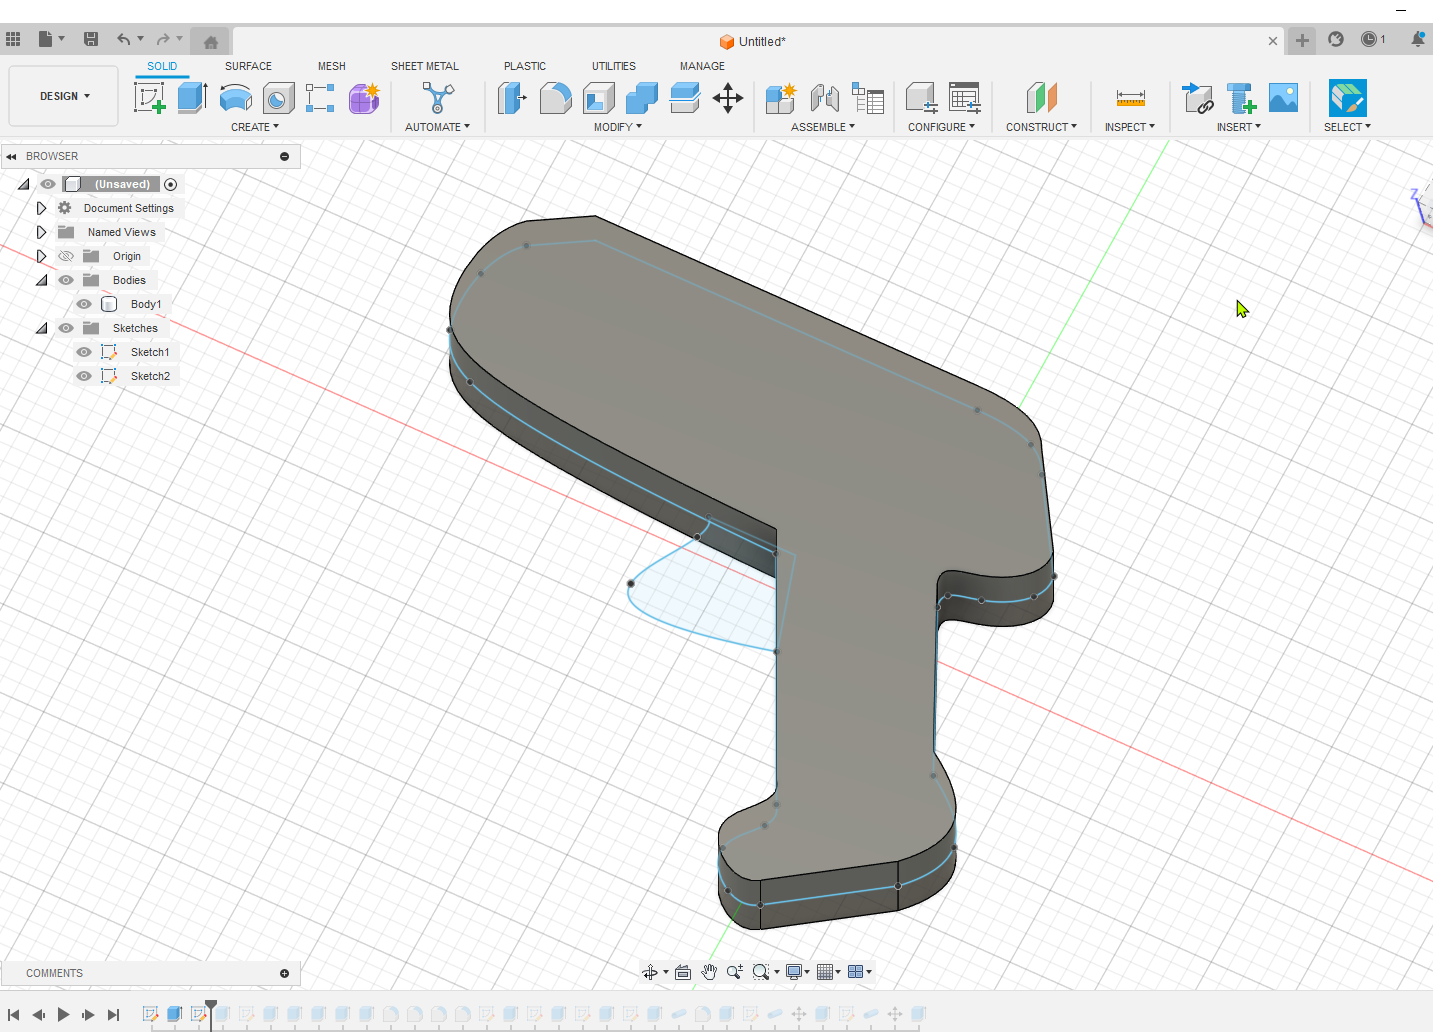 Untitled*
1
SOLID SURFACE MESH SHEET METAL PLASTIC UTILITIES MANAGE
DESIGN
CREATE AUTOMATE MODIFY ASSEMBLE CONFIGURE CONSTRUCT INSPECT INSERT SELECT
BROWSER
(Unsaved)
Document Settings
Named Views
Origin
Bodies
Body1
Sketches
Sketch1
Sketch2
Z
COMMENTS